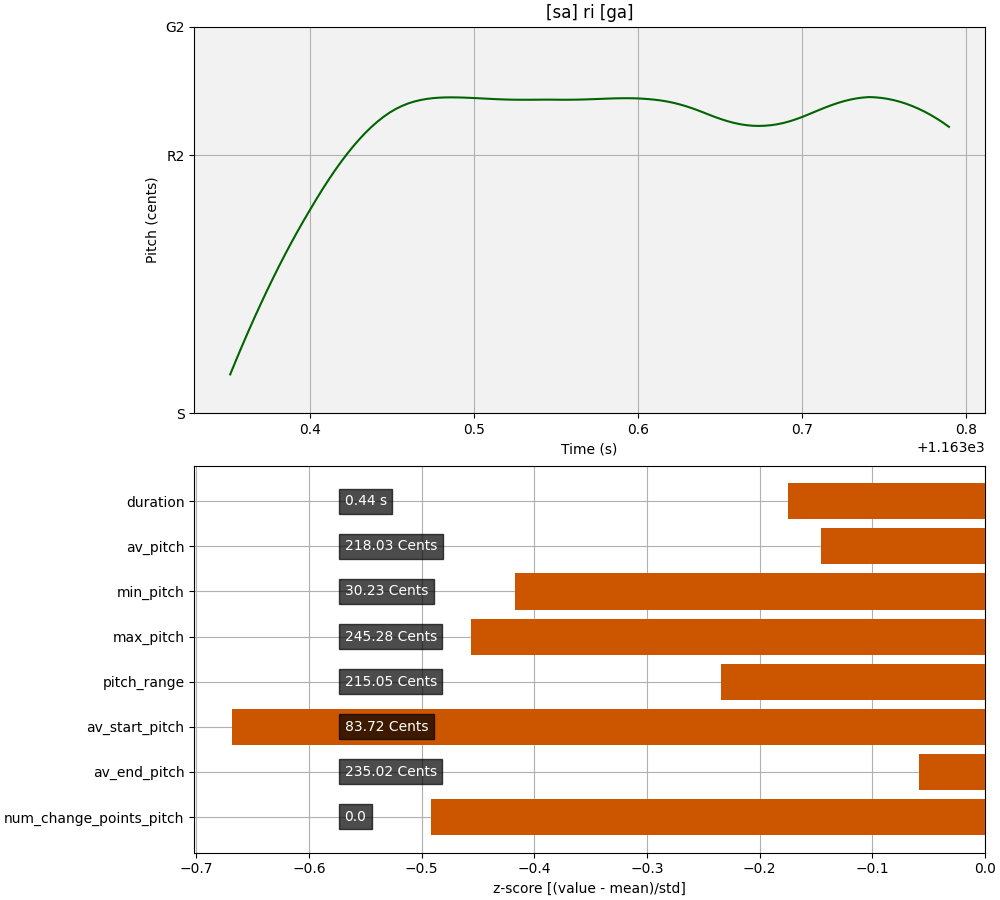 [sa] ri [ga]
G2
R2
S
Pitch (cents)
0.4 0.5 0.6 0.7 0.8
Time (s)
+1.163e3
duration 0.44 s
av_pitch 218.03 Cents
min_pitch 30.23 Cents
max_pitch 245.28 Cents
pitch_range 215.05 Cents
av_start_pitch 83.72 Cents
av_end_pitch 235.02 Cents
num_change_points_pitch 0.0
−0.7 −0.6 −0.5 −0.4 −0.3 −0.2 −0.1 0.0
z-score [(value - mean)/std]